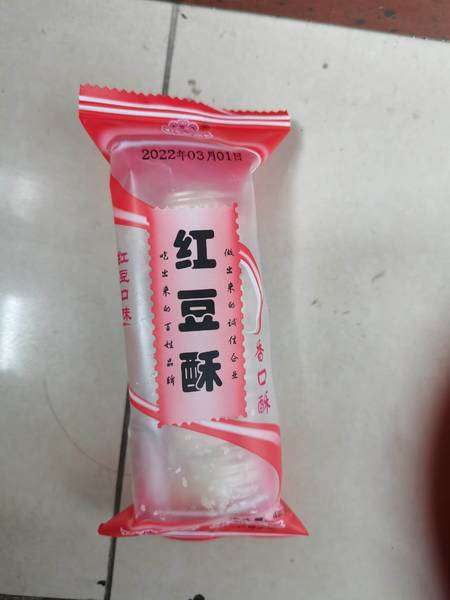 2022年03月01日
红豆酥
做出来的诚信企业
吃出来的百姓品牌
红豆口味
香口酥